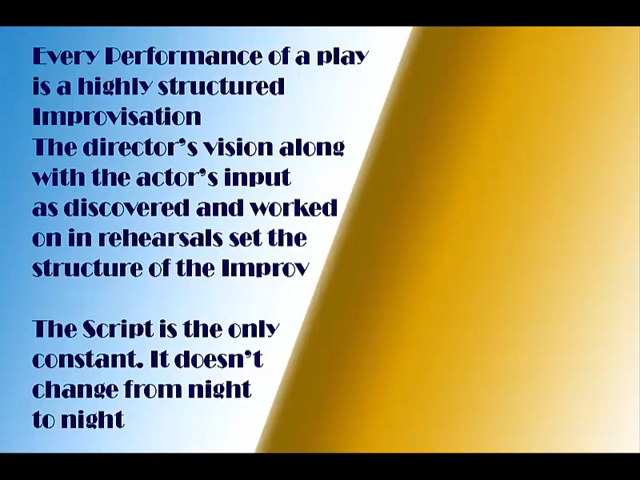 Every Performance of a play
is a highly structured
Improvisation
The director's vision along
with the actor's input
as discovered and worked
on in rehearsals set the
structure of the Improv
The Script is the only
constant. It doesn't
change from night
to night